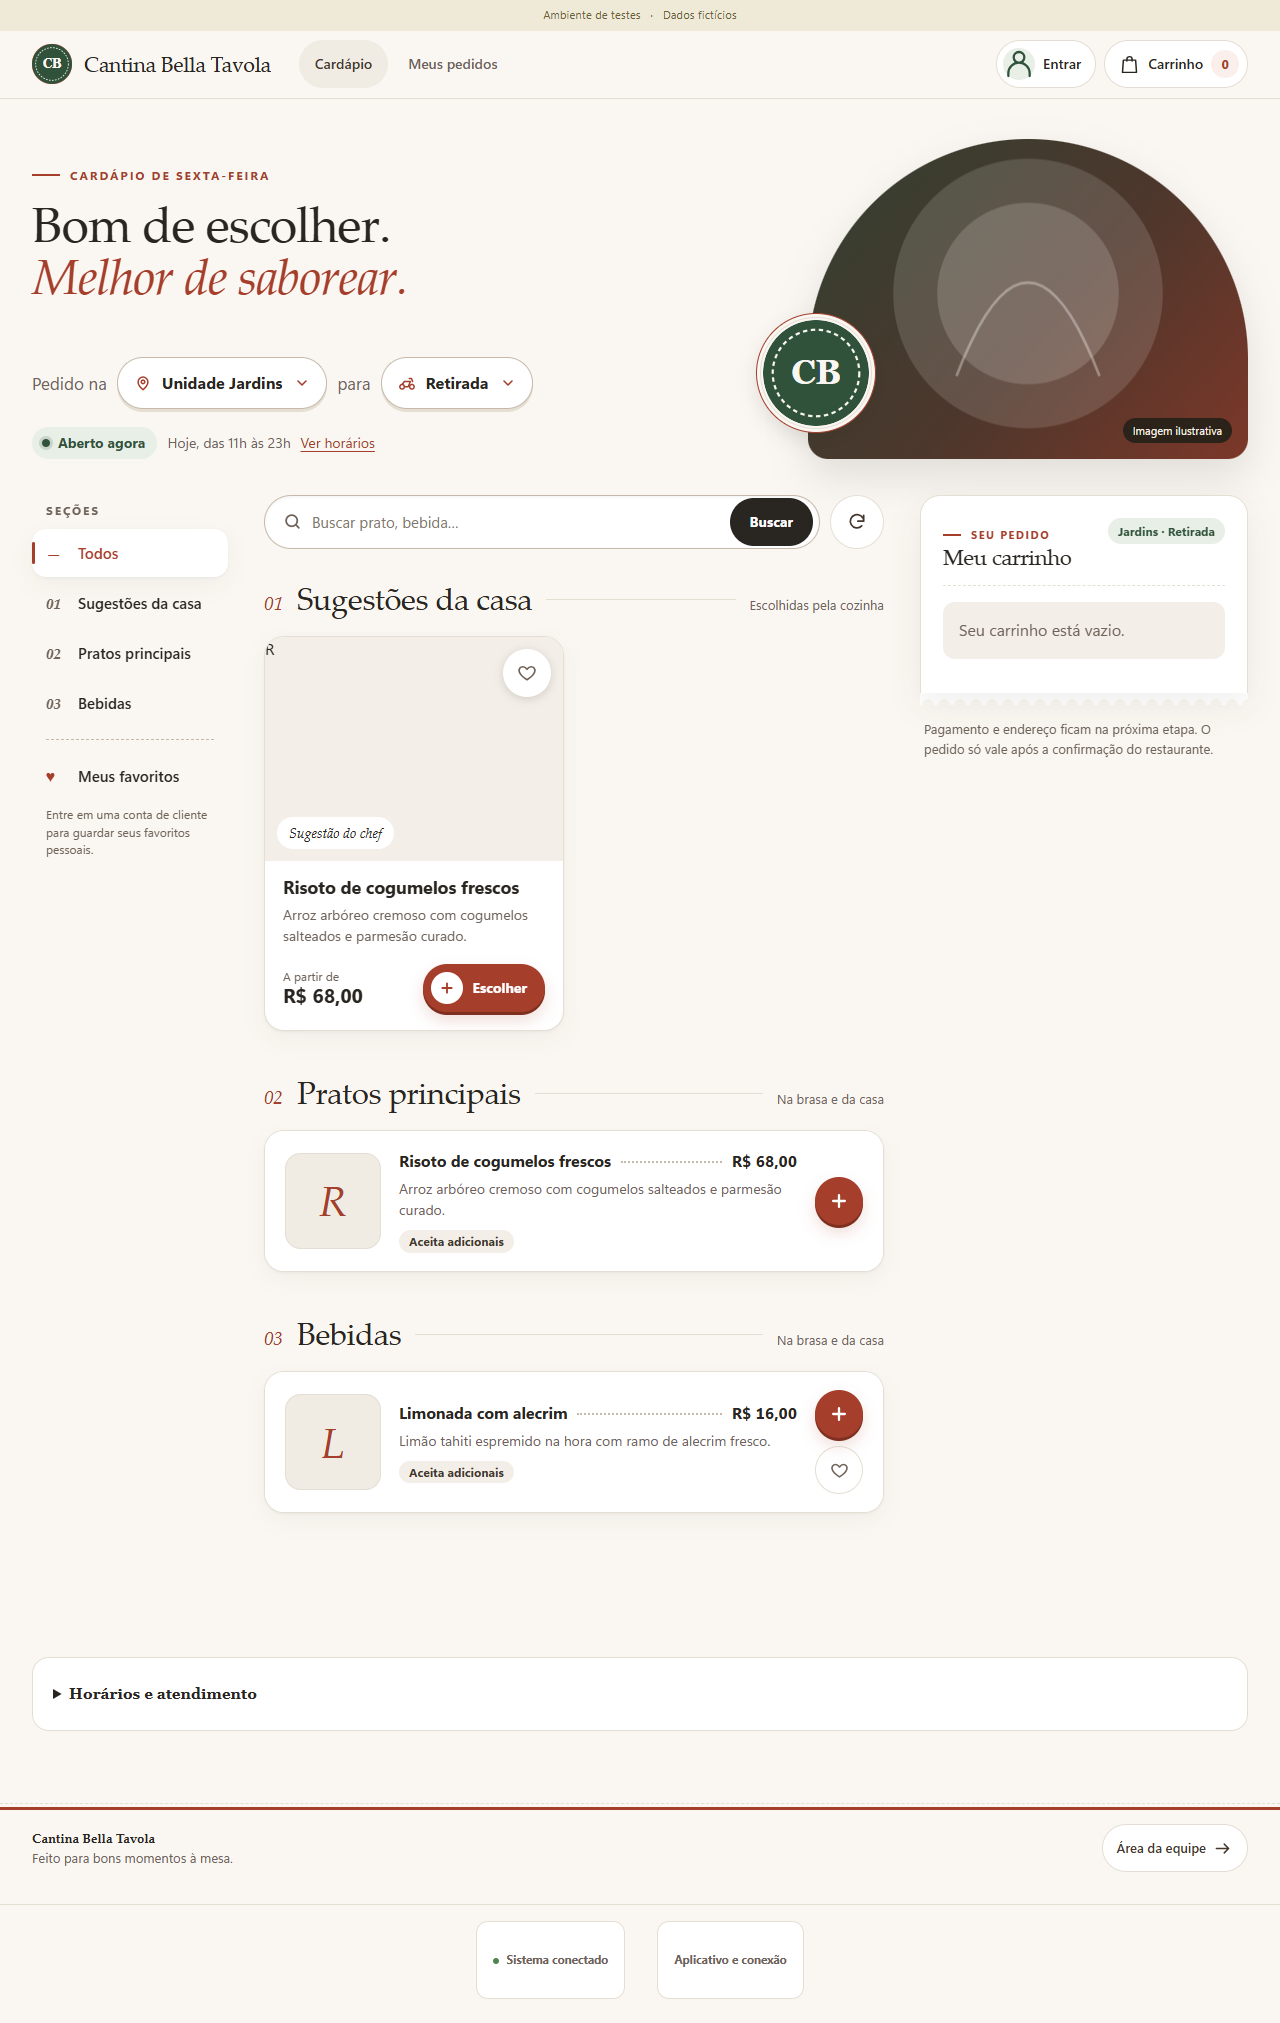 Ambiente de testes · Dados fictícios
CB Cantina Bella Tavola Cardápio Meus pedidos Entrar Carrinho 0
CARDÁPIO DE SEXTA-FEIRA
Bom de escolher.
Melhor de saborear.
Pedido na Unidade Jardins para Retirada
Aberto agora Hoje, das 11h às 23h Ver horários
CB
Imagem ilustrativa
SEÇÕES
— Todos
01 Sugestões da casa
02 Pratos principais
03 Bebidas
♥ Meus favoritos
Entre em uma conta de cliente
para guardar seus favoritos
pessoais.
Buscar prato, bebida... Buscar
01 Sugestões da casa Escolhidas pela cozinha
R
Sugestão do chef
Risoto de cogumelos frescos
Arroz arbóreo cremoso com cogumelos
salteados e parmesão curado.
A partir de
R$ 68,00
+ Escolher
02 Pratos principais Na brasa e da casa
R
Risoto de cogumelos frescos R$ 68,00
Arroz arbóreo cremoso com cogumelos salteados e parmesão
curado.
Aceita adicionais
+
03 Bebidas Na brasa e da casa
L
Limonada com alecrim R$ 16,00
Limão tahiti espremido na hora com ramo de alecrim fresco.
Aceita adicionais
+
SEU PEDIDO
Meu carrinho
Jardins · Retirada
Seu carrinho está vazio.
Pagamento e endereço ficam na próxima etapa. O
pedido só vale após a confirmação do restaurante.
Horários e atendimento
Cantina Bella Tavola
Feito para bons momentos à mesa.
Área da equipe →
Sistema conectado
Aplicativo e conexão